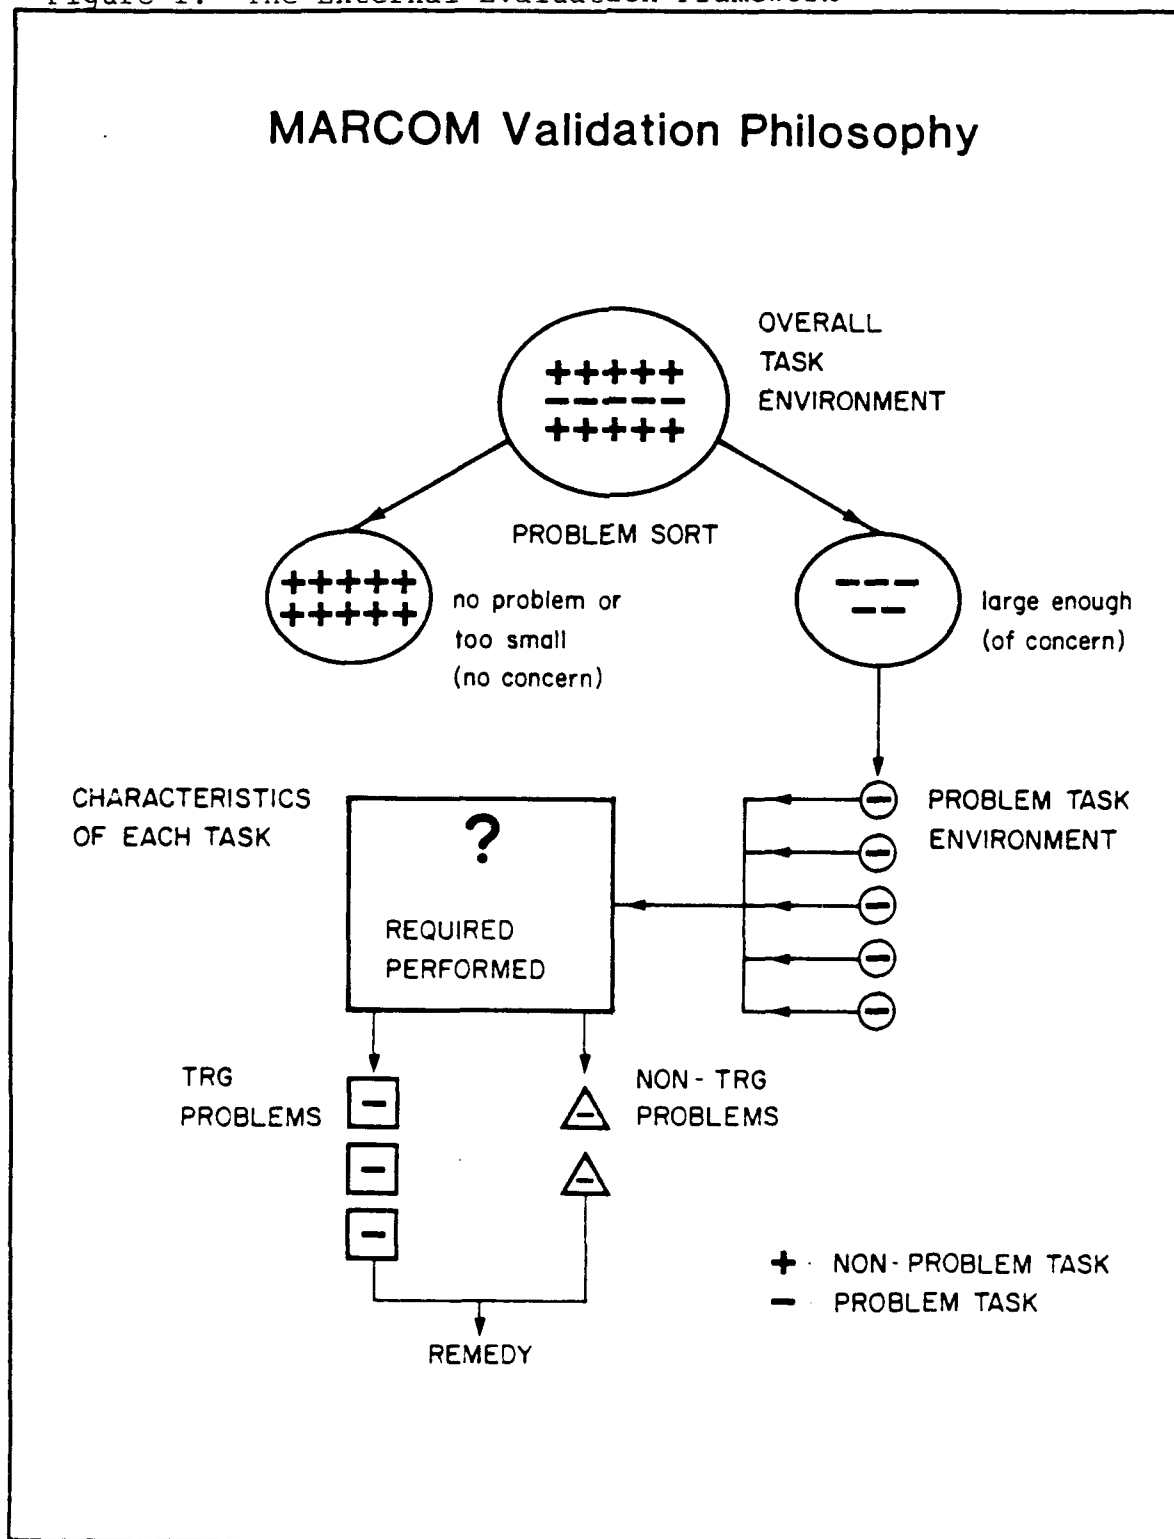 Figure 1. The External Evaluation Framework
MARCOM Validation Philosophy
OVERALL
TASK
ENVIRONMENT
+++++
-----
+++++
PROBLEM SORT
+++++
+++++
no problem or
too small
(no concern)
---
--
large enough
(of concern)
CHARACTERISTICS
OF EACH TASK
?
REQUIRED
PERFORMED
-
-
-
-
-
PROBLEM TASK
ENVIRONMENT
TRG
PROBLEMS
-
-
-
NON-TRG
PROBLEMS
-
-
+ NON-PROBLEM TASK
- PROBLEM TASK
REMEDY